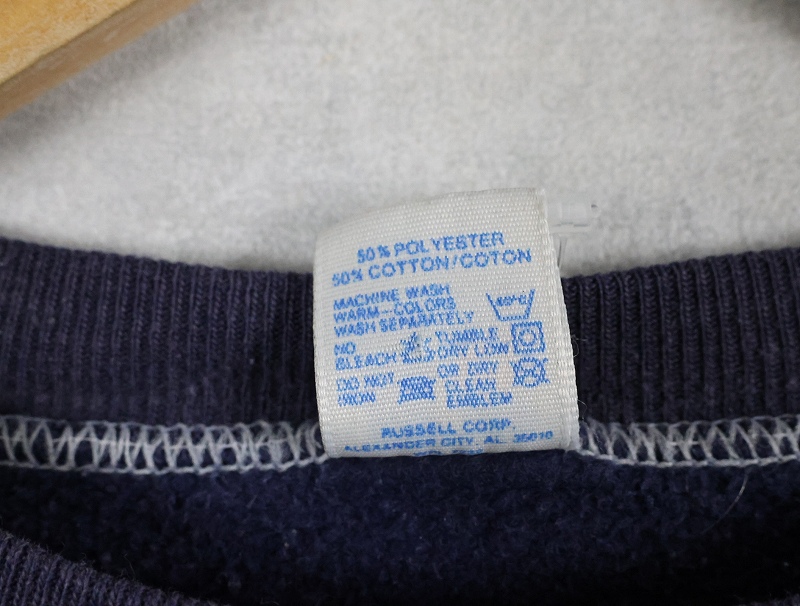 50% POLYESTER
50% COTTON/COTON
MACHINE WASH
WARM-COLORS
WASH SEPARATELY
NO BLEACH
TUMBLE DRY LOW
DO NOT IRON
OR DRY CLEAN EMBLEM
RUSSELL CORP.
ALEXANDER CITY, AL. 35010